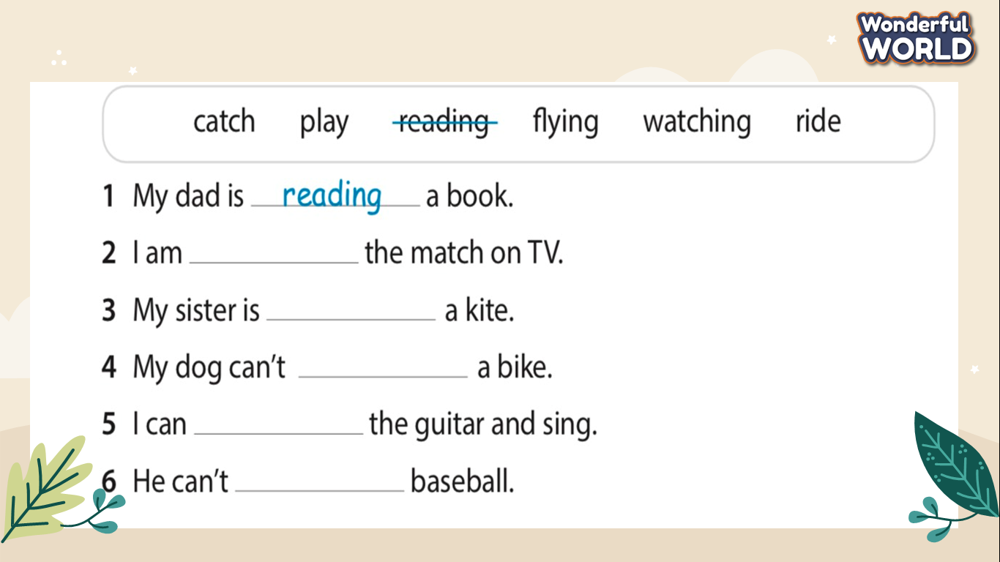 Wonderful
WORLD
catch play reading flying watching ride
1 My dad is reading a book.
2 I am ______ the match on TV.
3 My sister is ______ a kite.
4 My dog can't ______ a bike.
5 I can ______ the guitar and sing.
6 He can't ______ baseball.